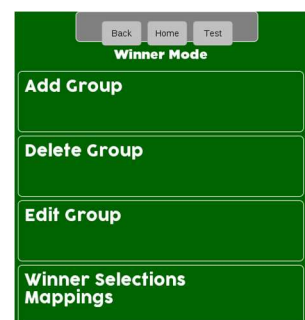 Back Home Test
Winner Mode
Add Group
Delete Group
Edit Group
Winner Selections
Mappings